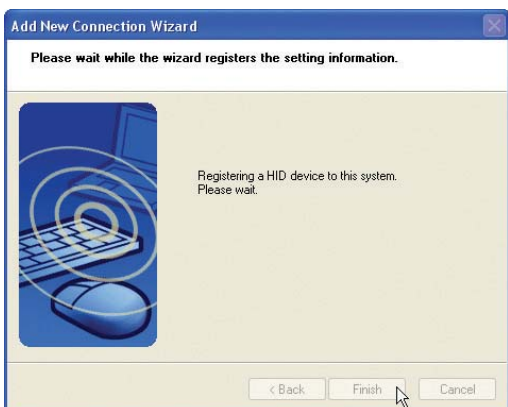 Add New Connection Wizard
Please wait while the wizard registers the setting information.
Registering a HID device to this system.
Please wait.
< Back
Finish
Cancel